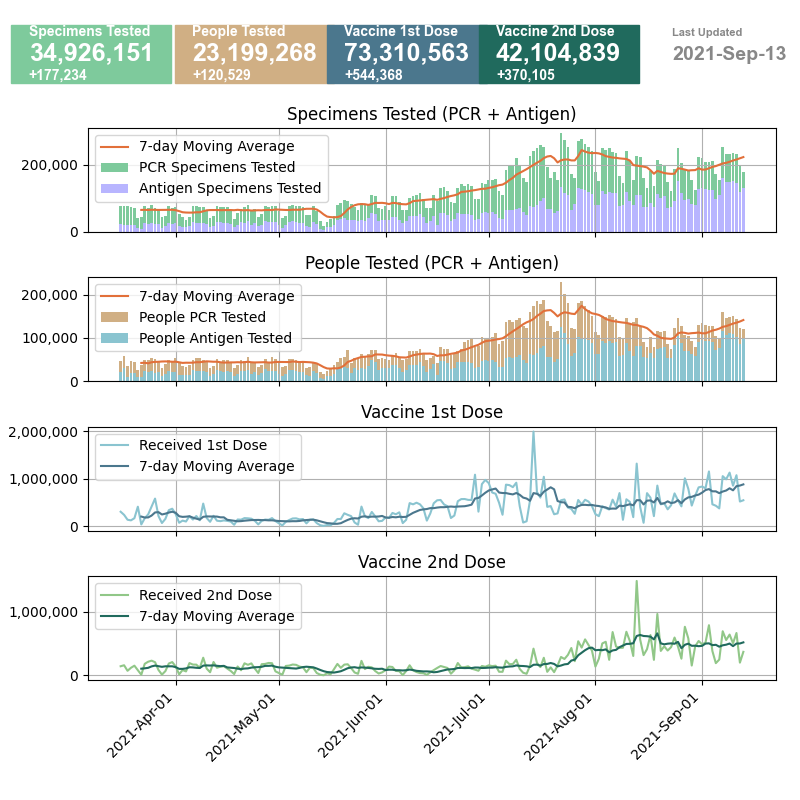 Specimens Tested
34,926,151
+177,234
People Tested
23,199,268
+120,529
Vaccine 1st Dose
73,310,563
+544,368
Vaccine 2nd Dose
42,104,839
+370,105
Last Updated
2021-Sep-13
Specimens Tested (PCR + Antigen)
7-day Moving Average
PCR Specimens Tested
Antigen Specimens Tested
200,000
0
People Tested (PCR + Antigen)
7-day Moving Average
People PCR Tested
People Antigen Tested
200,000
100,000
0
Vaccine 1st Dose
Received 1st Dose
7-day Moving Average
2,000,000
1,000,000
0
Vaccine 2nd Dose
Received 2nd Dose
7-day Moving Average
1,000,000
0
2021-Apr-01
2021-May-01
2021-Jun-01
2021-Jul-01
2021-Aug-01
2021-Sep-01